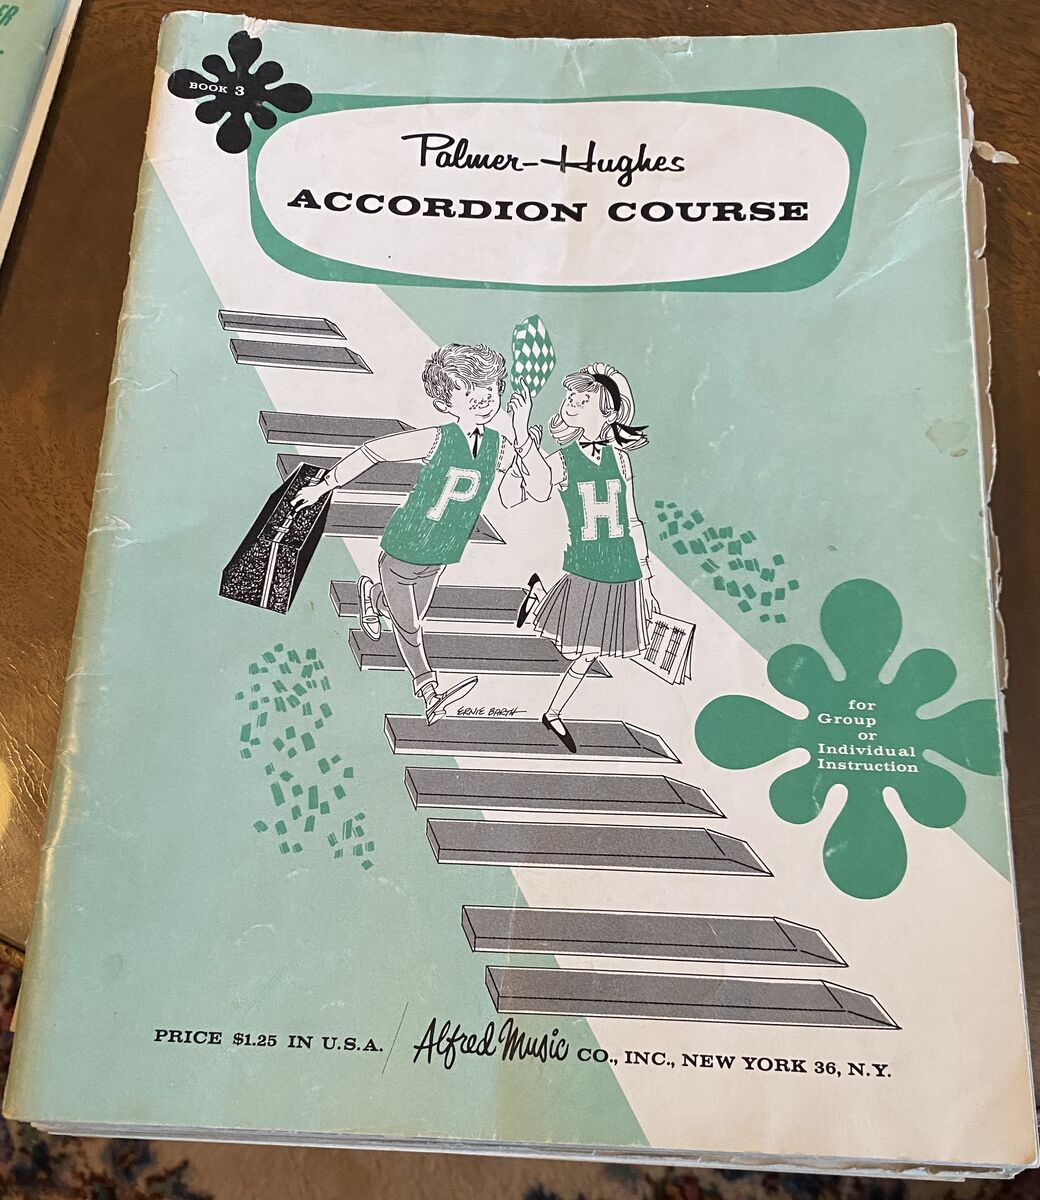 ER
BOOK 3
Palmer-Hughes
ACCORDION COURSE
P
H
ERNIE BARTH
for
Group
or
Individual
Instruction
PRICE $1.25 IN U.S.A.
Alfred Music CO., INC., NEW YORK 36, N.Y.